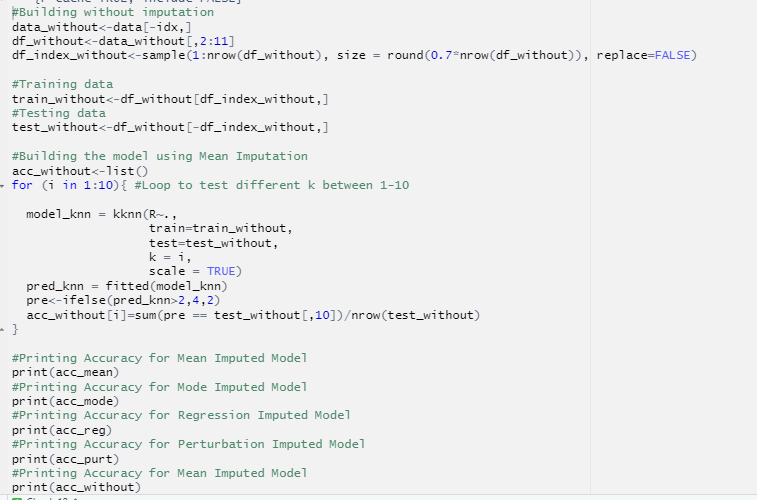 #Building without imputation
data_without<-data[-idx,]
df_without<-data_without[,2:11]
df_index_without<-sample(1:nrow(df_without), size = round(0.7*nrow(df_without)), replace=FALSE)
#Training data
train_without<-df_without[df_index_without,]
#Testing data
test_without<-df_without[-df_index_without,]
#Building the model using Mean Imputation
acc_without<-list()
for (i in 1:10){ #Loop to test different k between 1-10
model_knn = kknn(R~.,
train=train_without,
test=test_without,
k = i,
scale = TRUE)
pred_knn = fitted(model_knn)
pre<-ifelse(pred_knn>2,4,2)
acc_without[i]=sum(pre == test_without[,10])/nrow(test_without)
}
#Printing Accuracy for Mean Imputed Model
print(acc_mean)
#Printing Accuracy for Mode Imputed Model
print(acc_mode)
#Printing Accuracy for Regression Imputed Model
print(acc_reg)
#Printing Accuracy for Perturbation Imputed Model
print(acc_purt)
#Printing Accuracy for Mean Imputed Model
print(acc_without)